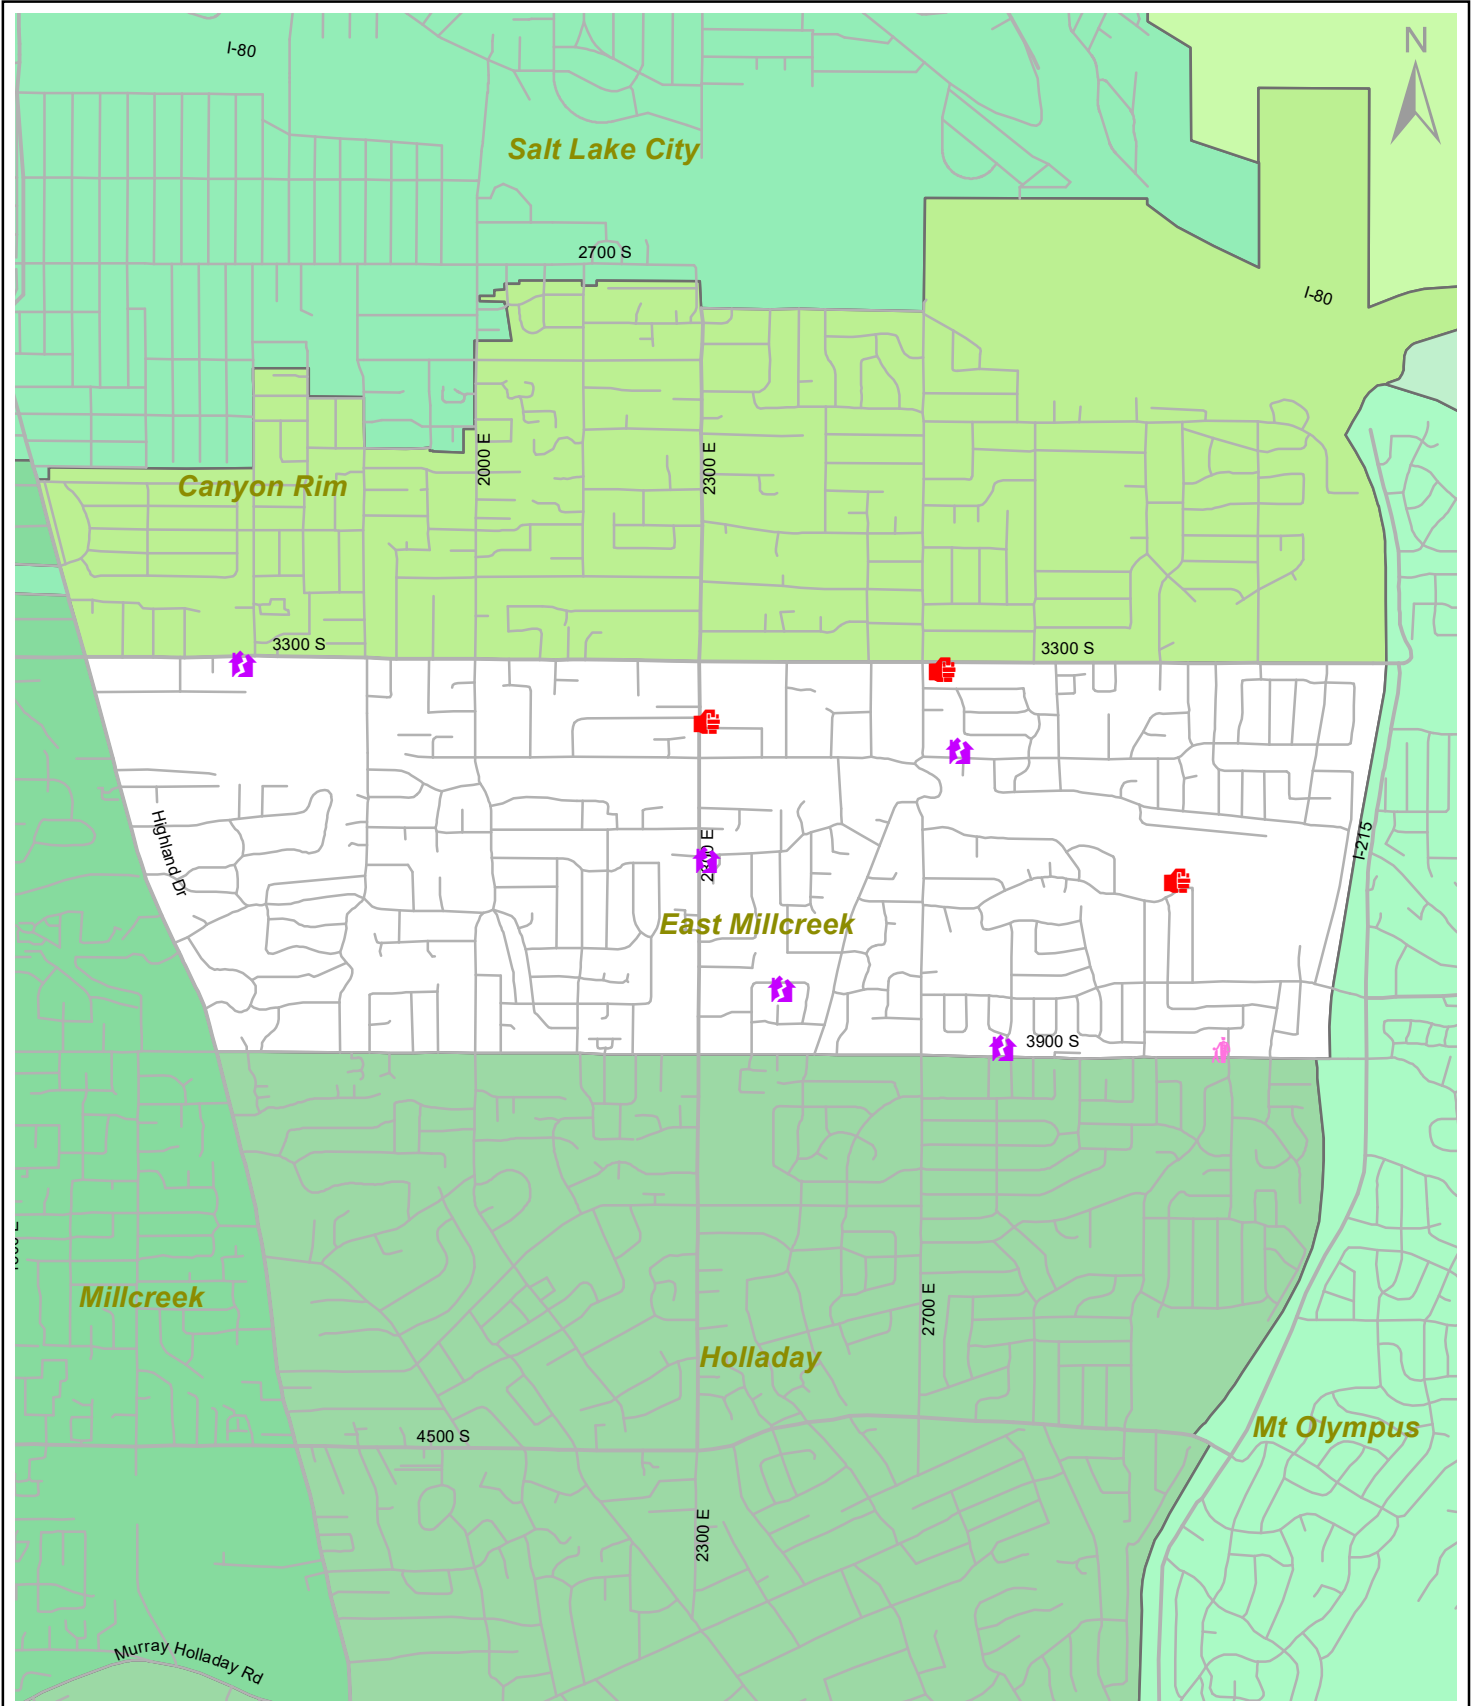 N
I-80
Salt Lake City
2700 S
I-80
2000 E
2300 E
Canyon Rim
3300 S
3300 S
Highland Dr
I-215
2300 E
East Millcreek
3900 S
Millcreek
2700 E
Holladay
Mt Olympus
4500 S
2300 E
Murray Holladay Rd